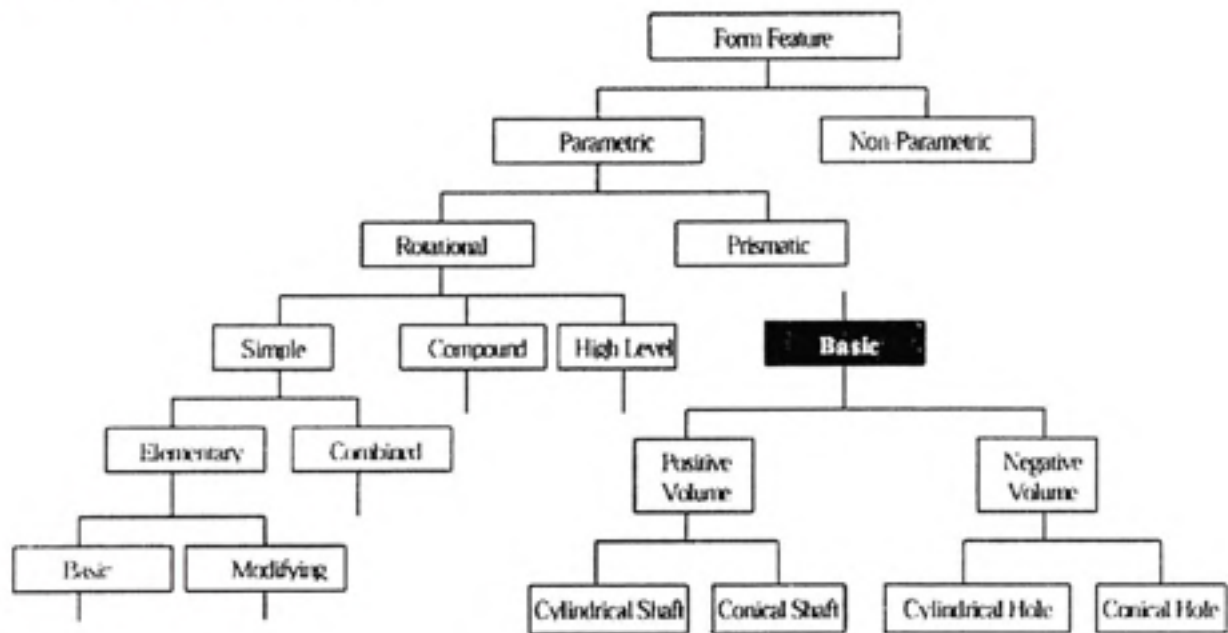 Form Feature
Parametric
Non-Parametric
Rotational
Prismatic
Simple
Compound
High Level
Basic
Elementary
Combined
Positive
Volume
Negative
Volume
Basic
Modifying
Cylindrical Shaft
Conical Shaft
Cylindrical Hole
Conical Hole